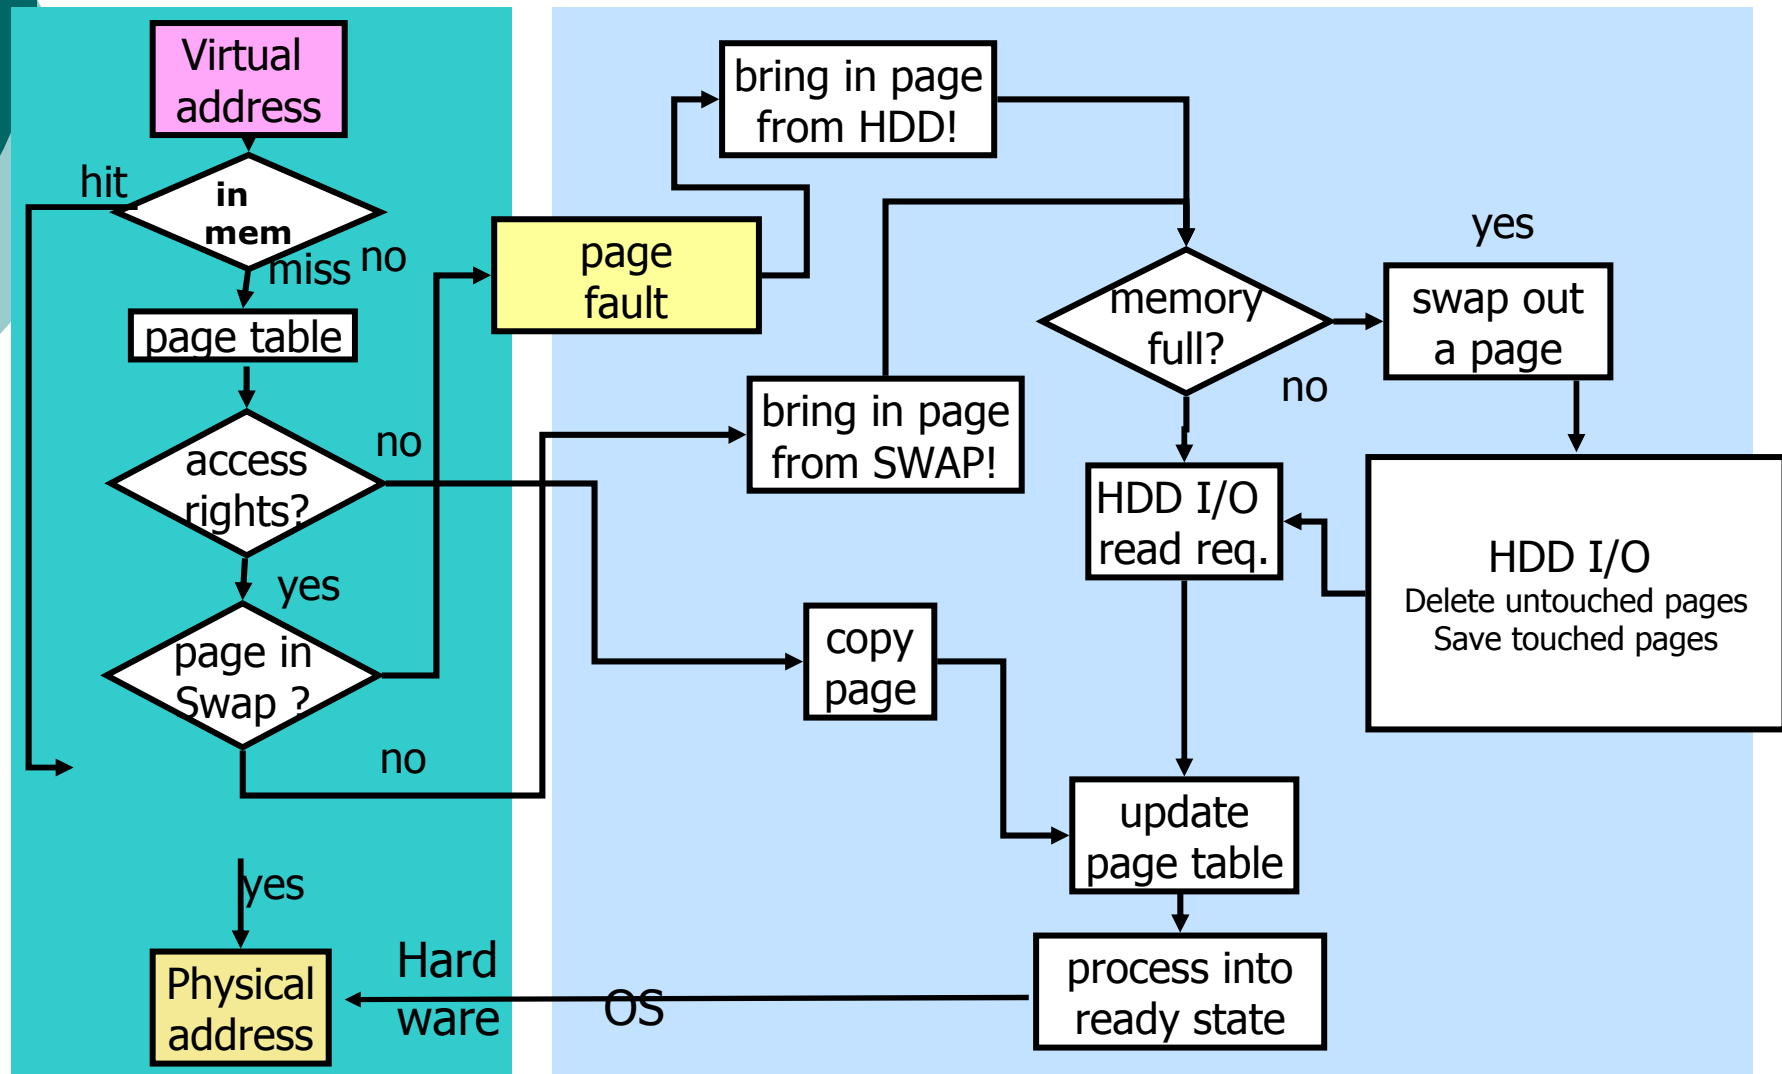 Virtual
address
hit
in
mem
miss
no
page table
no
access
rights?
yes
page in
Swap ?
no
yes
Physical
address
Hard
ware
OS
page
fault
bring in page
from HDD!
bring in page
from SWAP!
copy
page
memory
full?
yes
no
swap out
a page
HDD I/O
read req.
HDD I/O
Delete untouched pages
Save touched pages
update
page table
process into
ready state